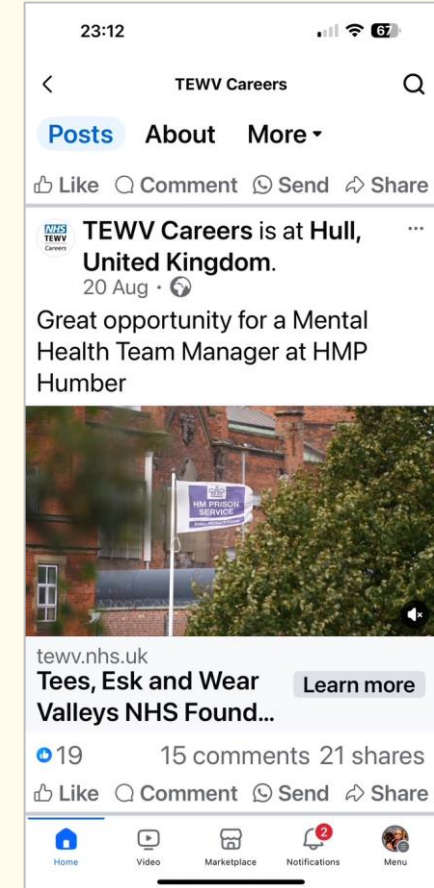 23:12
67
TEWV Careers
Posts About More
Like Comment Send Share
NHS
TEWV
Careers
TEWV Careers is at Hull,
United Kingdom.
20 Aug ·
Great opportunity for a Mental
Health Team Manager at HMP
Humber
HM PRISON
SERVICE
tewv.nhs.uk
Tees, Esk and Wear
Valleys NHS Found...
Learn more
19 15 comments 21 shares
Like Comment Send Share
2
Home Video Marketplace Notifications Menu